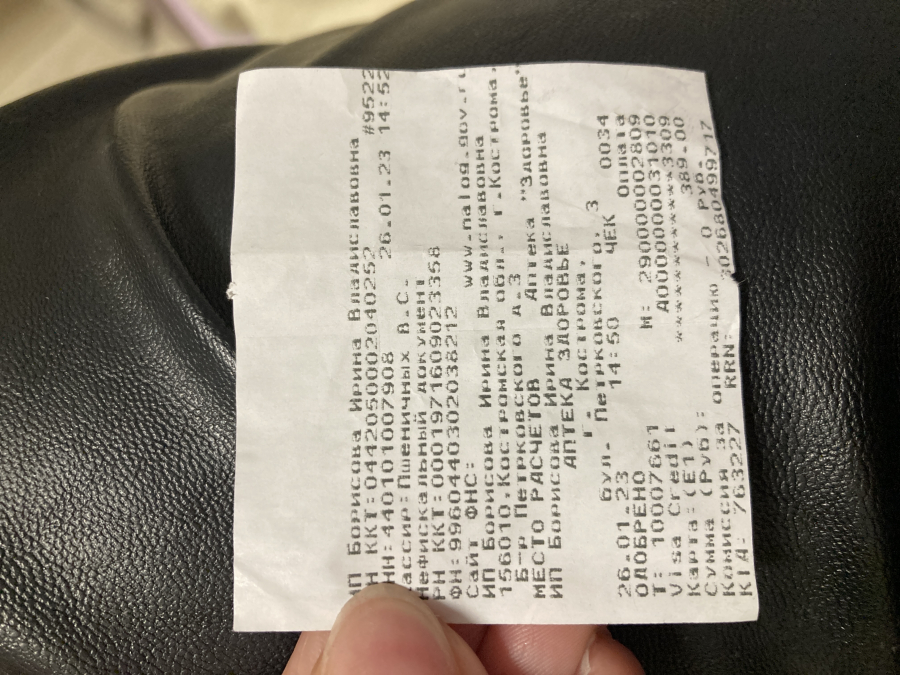 ИП Борисова Ирина Владиславовна
Н ККТ:0442050002040252 #9522
НН:440101007908 26.01.23 14:52
ассир:Пшеничных В.С.
Нефискальный документ
РН ККТ:0001971609023358
ФН:9960440302038212
Сайт ФНС: www.nalog.gov.r
ИП Борисова Ирина Владиславовна
156010,Костромская обл., г.Кострома,
Б-р Петрковского д.3
МЕСТО РАСЧЕТОВ Аптека "Здоровье"
ИП Борисова Ирина Владиславовна
АПТЕКА ЗДОРОВЬЕ
г. Кострома,
бул. Петрковского, 3
26.01.23 14:50 ЧЕК 0034
ОДОБРЕНО Оплата
Т: 10007661 М: 290000002809
Visa Credit A0000000031010
Карта:(E1) ************3309
Сумма (Руб): 389.00
Комиссия за операцию - 0 Руб.
КІА: 763227 RRN: 302680499717